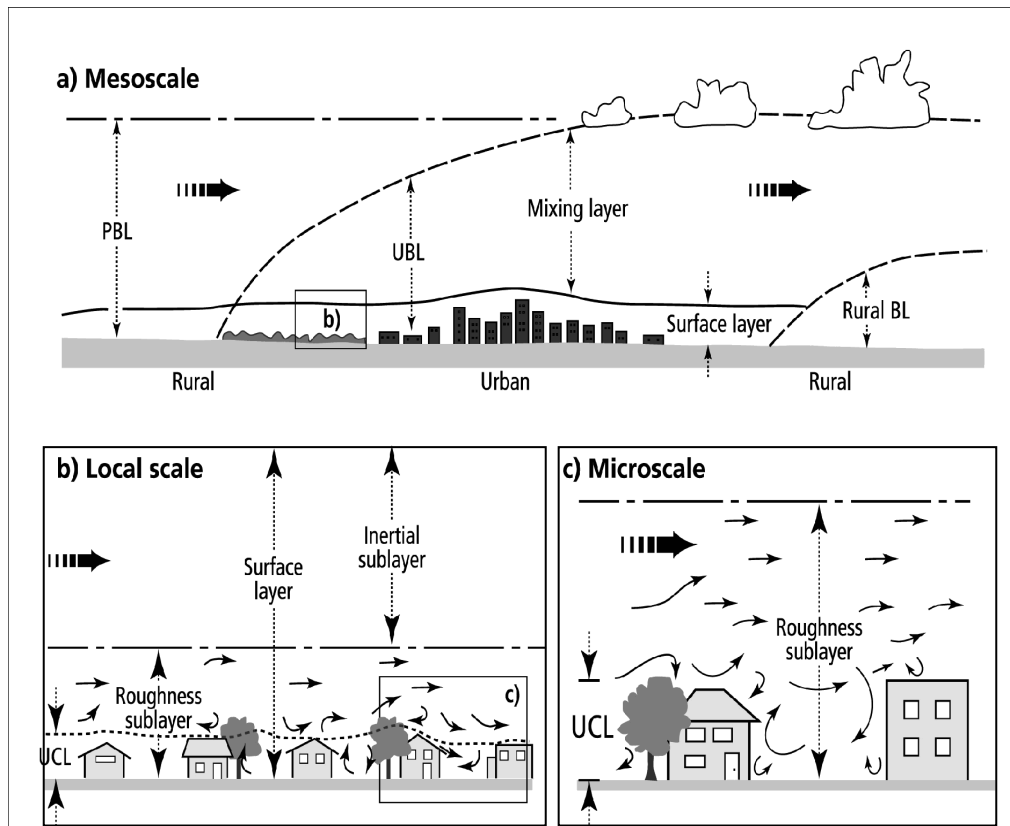 a) Mesoscale
PBL
UBL
Mixing layer
b)
Surface layer
Rural BL
Rural
Urban
Rural
b) Local scale
Inertial
sublayer
Surface
layer
Roughness
sublayer
UCL
c)
c) Microscale
Roughness
sublayer
UCL